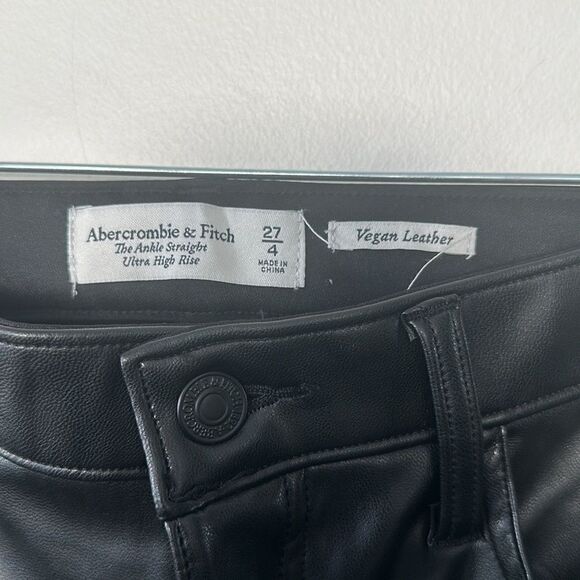 Abercrombie & Fitch
The Ankle Straight
Ultra High Rise
27
4
MADE IN
CHINA
Vegan Leather